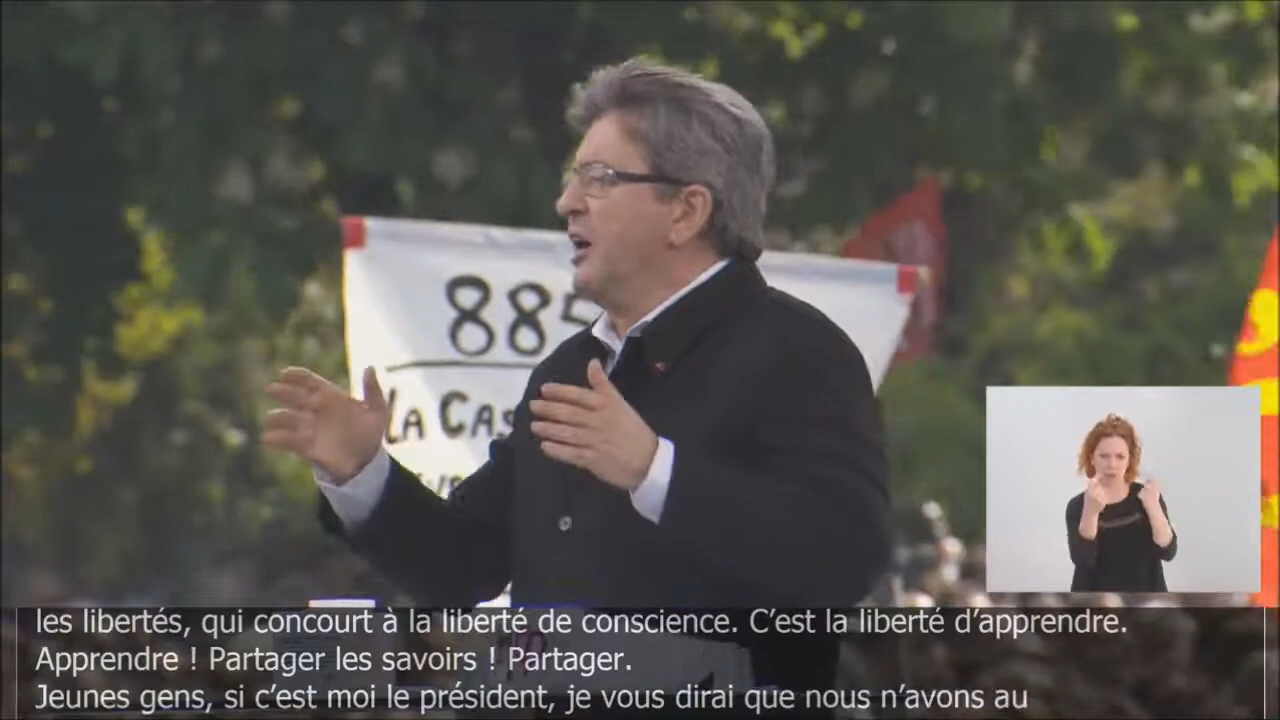 885
LA CAS
les libertés, qui concourt à la liberté de conscience. C’est la liberté d’apprendre.
Apprendre ! Partager les savoirs ! Partager.
Jeunes gens, si c’est moi le président, je vous dirai que nous n’avons au